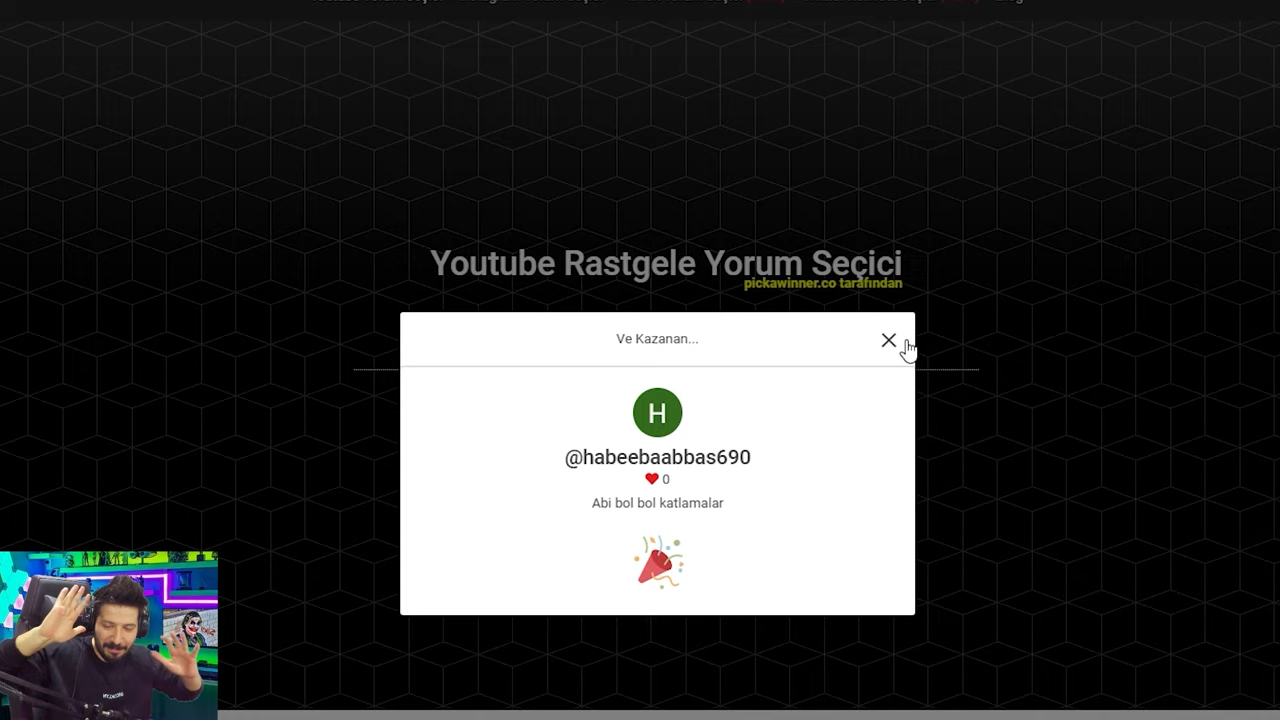 Youtube Rastgele Yorum Seçici
pickawinner.co tarafından
Ve Kazanan...
H
@habeebaabbas690
0
Abi bol bol katlamalar